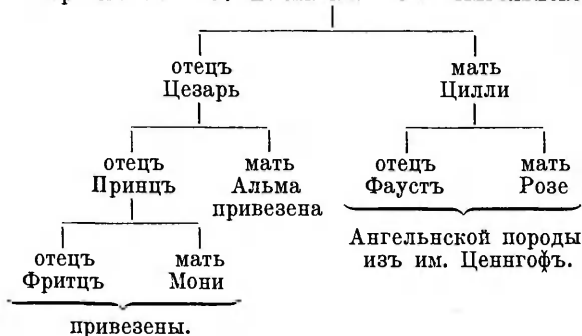 отецъ мать
Цезарь Цилли
отецъ мать отецъ мать
Принцъ Альма Фаустъ Розе
привезена
отецъ мать Ангельнской породы
Фритцъ Мони изъ им. Ценнгофъ.
привезены.